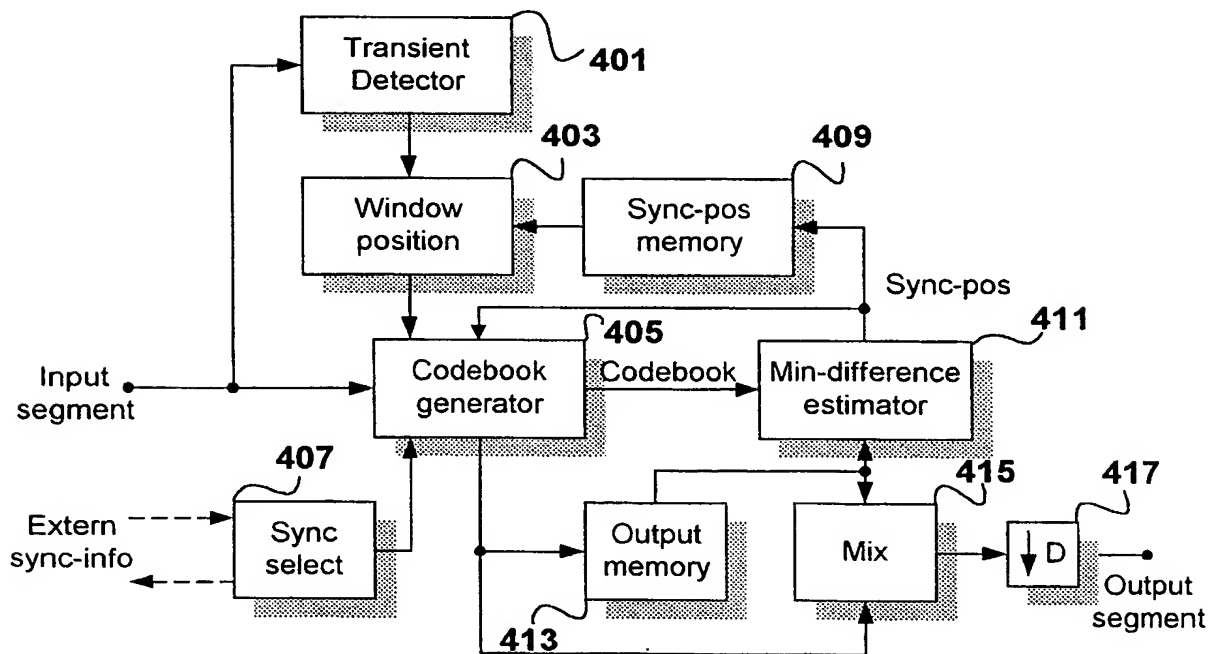 Transient
Detector
401
403
409
Window
position
Sync-pos
memory
Sync-pos
405
411
Input
segment
Codebook
generator
Codebook
Min-difference
estimator
407
415
417
Extern
sync-info
Sync
select
Output
memory
Mix
D
413
Output
segment